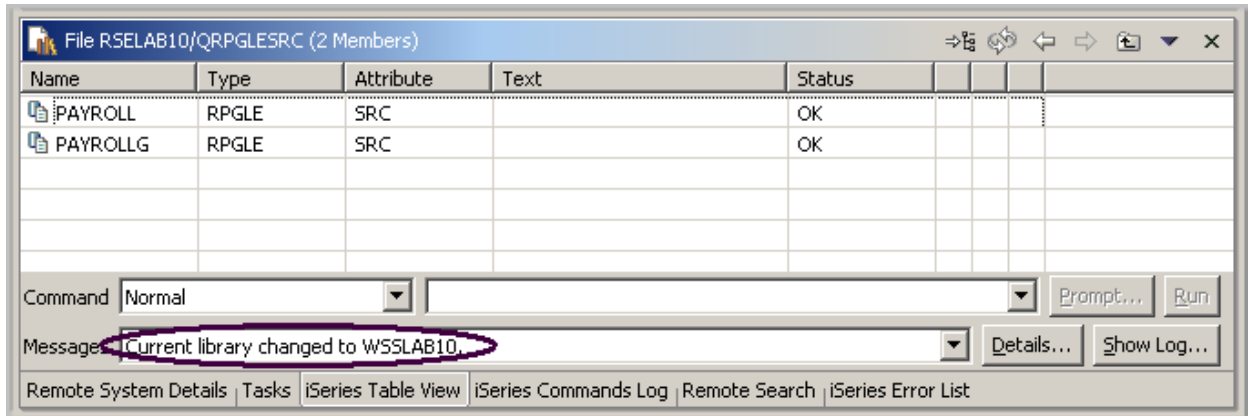 File RSELAB10/QRPGLESRC (2 Members)
Name Type Attribute Text Status
PAYROLL RPGLE SRC OK
PAYROLLG RPGLE SRC OK
Command Normal Prompt... Run
Messages Current library changed to WSSLAB10. Details... Show Log...
Remote System Details Tasks iSeries Table View iSeries Commands Log Remote Search iSeries Error List